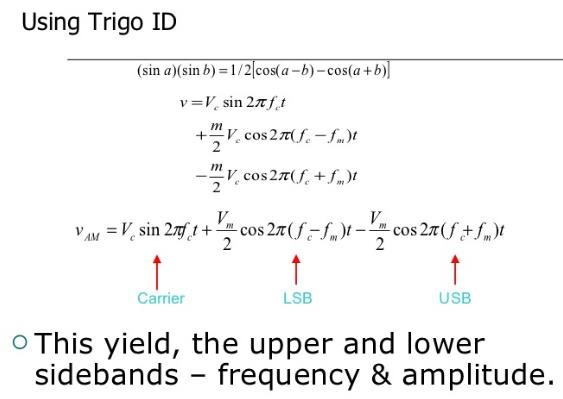 Using Trigo ID
(sin a)(sin b) = 1/2[cos(a − b) − cos(a + b)]
v = V_c sin 2πf_c t
+ m/2 V_c cos 2π(f_c − f_m)t
− m/2 V_c cos 2π(f_c + f_m)t
v_AM = V_c sin 2πf_c t + V_m/2 cos 2π(f_c − f_m)t − V_m/2 cos 2π(f_c + f_m)t
Carrier LSB USB
This yield, the upper and lower
sidebands – frequency & amplitude.